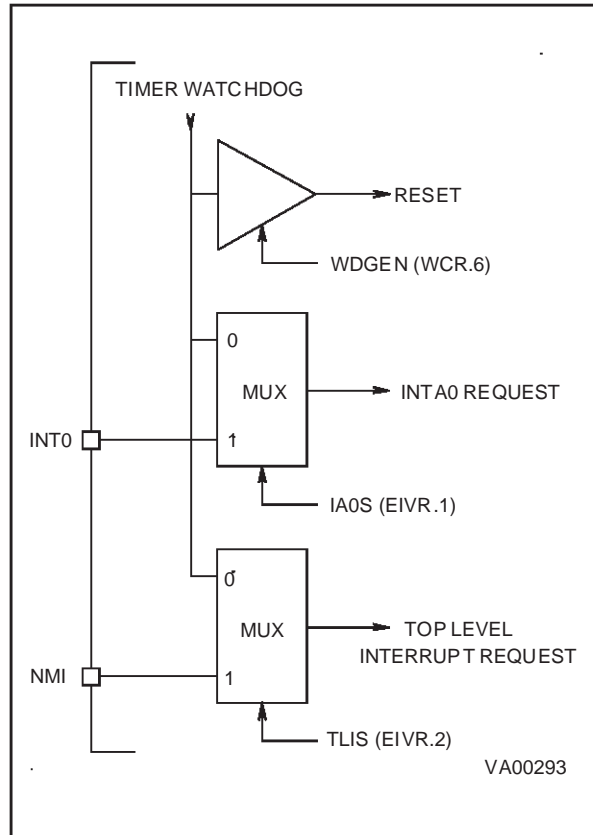 TIMER WATCHDOG
RESET
WDGEN (WCR.6)
0
MUX
INTA0 REQUEST
INT0
1
IA0S (EIVR.1)
0
MUX
TOP LEVEL
INTERRUPT REQUEST
NMI
1
TLIS (EIVR.2)
VA00293